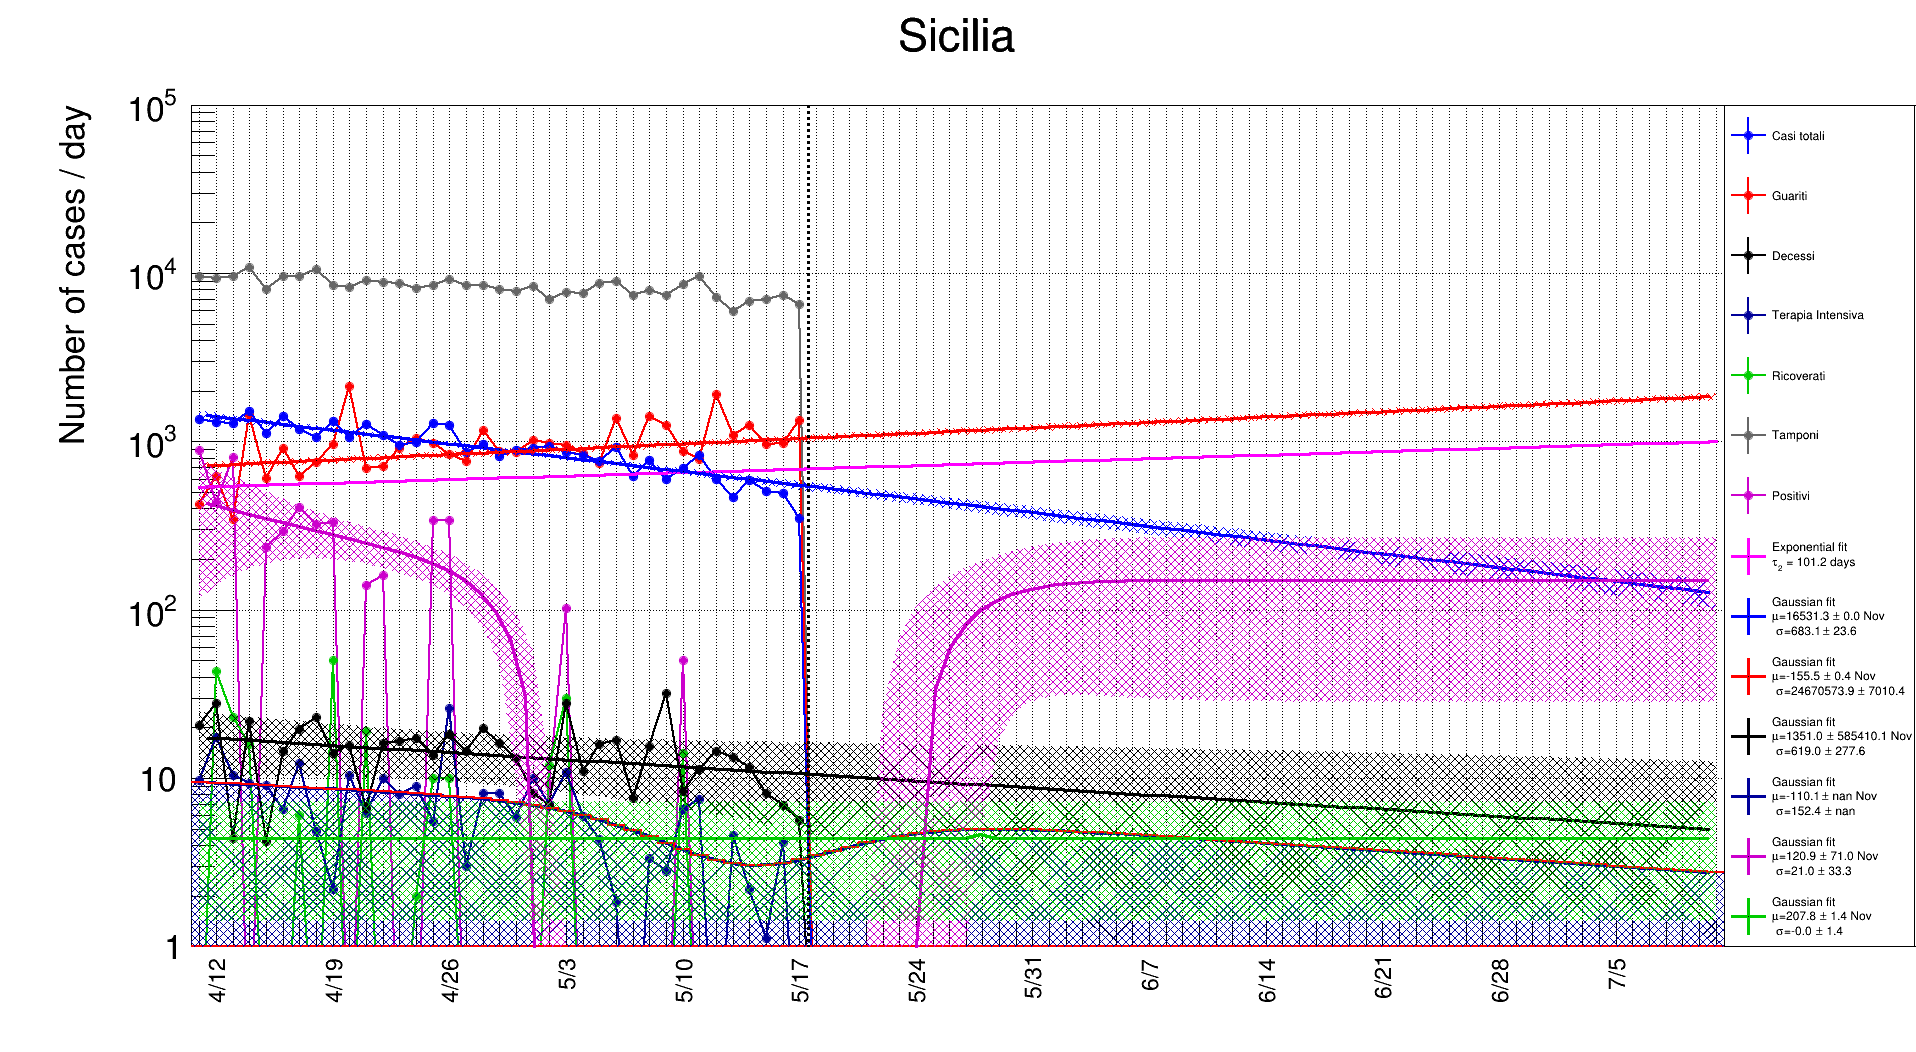 Sicilia
Number of cases / day
10^5
10^4
10^3
10^2
10
1
4/12
4/19
4/26
5/3
5/10
5/17
5/24
5/31
6/7
6/14
6/21
6/28
7/5
Casi totali
Guariti
Decessi
Terapia Intensiva
Ricoverati
Tamponi
Positivi
Exponential fit
τ₂ = 101.2 days
Gaussian fit
μ=16531.3 ± 0.0 Nov
σ=683.1 ± 23.6
Gaussian fit
μ=-155.5 ± 0.4 Nov
σ=24670573.9 ± 7010.4
Gaussian fit
μ=1351.0 ± 585410.1 Nov
σ=619.0 ± 277.6
Gaussian fit
μ=-110.1 ± nan Nov
σ=152.4 ± nan
Gaussian fit
μ=120.9 ± 71.0 Nov
σ=21.0 ± 33.3
Gaussian fit
μ=207.8 ± 1.4 Nov
σ=-0.0 ± 1.4